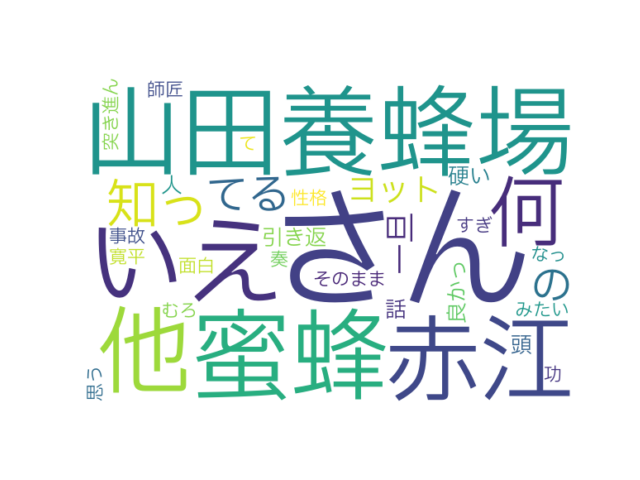 突き進ん
師匠
山田養蜂場
て
人
知っ
てる
性格
ヨット
硬い
何
いえ
さん
一目
すぎ
事故
寛平
面白
引き返
奏
そのまま
の
なっ
みたい
むろ
話
良かっ
他
蜜蜂
赤江
頭
功
思う